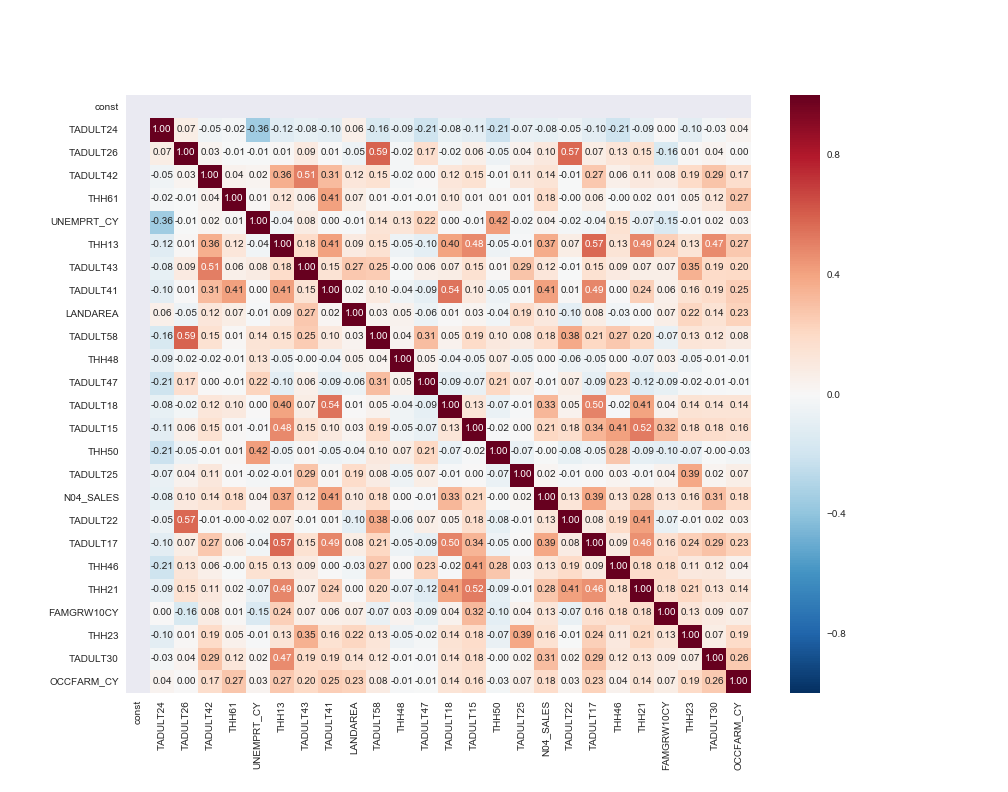 const
TADULT24 1.00 0.07 -0.05 -0.02 -0.36 -0.12 -0.08 -0.10 0.06 -0.16 -0.09 -0.21 -0.08 -0.11 -0.21 -0.07 -0.08 -0.05 -0.10 -0.21 -0.09 0.00 -0.10 -0.03 0.04
TADULT26 0.07 1.00 0.03 -0.01 -0.01 0.01 0.09 0.01 -0.05 0.59 -0.02 0.17 -0.02 0.06 -0.05 0.04 0.10 0.57 0.07 0.13 0.15 -0.16 0.01 0.04 0.00
TADULT42 -0.05 0.03 1.00 0.04 0.02 0.36 0.51 0.31 0.12 0.15 -0.02 0.00 0.12 0.15 -0.01 0.11 0.14 -0.01 0.27 0.06 0.11 0.08 0.19 0.29 0.17
THH61 -0.02 -0.01 0.04 1.00 0.01 0.12 0.06 0.41 0.07 0.01 -0.01 -0.01 0.10 0.01 0.01 0.01 0.18 -0.00 0.06 -0.00 0.02 0.01 0.05 0.12 0.27
UNEMPRT_CY -0.36 -0.01 0.02 0.01 1.00 -0.04 0.08 0.00 -0.01 0.14 0.13 0.22 0.00 -0.01 0.42 -0.02 0.04 -0.02 -0.04 0.15 -0.07 -0.15 -0.01 0.02 0.03
THH13 -0.12 0.01 0.36 0.12 -0.04 1.00 0.18 0.41 0.09 0.15 -0.05 -0.10 0.40 0.48 -0.05 -0.01 0.37 0.07 0.57 0.13 0.49 0.24 0.13 0.47 0.27
TADULT43 -0.08 0.09 0.51 0.06 0.08 0.18 1.00 0.15 0.27 0.25 -0.00 0.06 0.07 0.15 0.01 0.29 0.12 -0.01 0.15 0.09 0.07 0.07 0.35 0.19 0.20
TADULT41 -0.10 0.01 0.31 0.41 0.00 0.41 0.15 1.00 0.02 0.10 -0.04 -0.09 0.54 0.10 -0.05 0.01 0.41 0.01 0.49 0.00 0.24 0.06 0.16 0.19 0.25
LANDAREA 0.06 -0.05 0.12 0.07 -0.01 0.09 0.27 0.02 1.00 0.03 0.05 -0.06 0.01 0.03 -0.04 0.19 0.10 -0.10 0.08 -0.03 0.00 0.07 0.22 0.14 0.23
TADULT58 -0.16 0.59 0.15 0.01 0.14 0.15 0.25 0.10 0.03 1.00 0.04 0.31 0.05 0.19 0.10 0.08 0.18 0.38 0.21 0.27 0.20 -0.07 0.13 0.12 0.08
THH48 -0.09 -0.02 -0.02 -0.01 0.13 -0.05 -0.00 -0.04 0.05 0.04 1.00 0.05 -0.04 -0.05 0.07 -0.05 0.00 -0.06 -0.05 0.00 -0.07 0.03 -0.05 -0.01 -0.01
TADULT47 -0.21 0.17 0.00 -0.01 0.22 -0.10 0.06 -0.09 -0.06 0.31 0.05 1.00 -0.09 -0.07 0.21 0.07 -0.01 0.07 -0.09 0.23 -0.12 -0.09 -0.02 -0.01 -0.01
TADULT18 -0.08 -0.02 0.12 0.10 0.00 0.40 0.07 0.54 0.01 0.05 -0.04 -0.09 1.00 0.13 -0.07 -0.01 0.33 0.05 0.50 -0.02 0.41 0.04 0.14 0.14 0.14
TADULT15 -0.11 0.06 0.15 0.01 -0.01 0.48 0.15 0.10 0.03 0.19 -0.05 -0.07 0.13 1.00 -0.02 0.00 0.21 0.18 0.34 0.41 0.52 0.32 0.18 0.18 0.16
THH50 -0.21 -0.05 -0.01 0.01 0.42 -0.05 0.01 -0.05 -0.04 0.10 0.07 0.21 -0.07 -0.02 1.00 -0.07 -0.00 -0.08 -0.05 0.28 -0.09 -0.10 -0.07 -0.00 -0.03
TADULT25 -0.07 0.04 0.11 0.01 -0.02 -0.01 0.29 0.01 0.19 0.08 -0.05 0.07 -0.01 0.00 -0.07 1.00 0.02 -0.01 0.00 0.03 -0.01 0.04 0.39 0.02 0.07
N04_SALES -0.08 0.10 0.14 0.18 0.04 0.37 0.12 0.41 0.10 0.18 0.00 -0.01 0.33 0.21 -0.00 0.02 1.00 0.13 0.39 0.13 0.28 0.13 0.16 0.31 0.18
TADULT22 -0.05 0.57 -0.01 -0.00 -0.02 0.07 -0.01 0.01 -0.10 0.38 -0.06 0.07 0.05 0.18 -0.08 -0.01 0.13 1.00 0.08 0.19 0.41 -0.07 -0.01 0.02 0.03
TADULT17 -0.10 0.07 0.27 0.06 -0.04 0.57 0.15 0.49 0.08 0.21 -0.05 -0.09 0.50 0.34 -0.05 0.00 0.39 0.08 1.00 0.09 0.46 0.16 0.24 0.29 0.23
THH46 -0.21 0.13 0.06 -0.00 0.15 0.13 0.09 0.00 -0.03 0.27 0.00 0.23 -0.02 0.41 0.28 0.03 0.13 0.19 0.09 1.00 0.18 0.18 0.11 0.12 0.04
THH21 -0.09 0.15 0.11 0.02 -0.07 0.49 0.07 0.24 0.00 0.20 -0.07 -0.12 0.41 0.52 -0.09 -0.01 0.28 0.41 0.46 0.18 1.00 0.18 0.21 0.13 0.14
FAMGRW10CY 0.00 -0.16 0.08 0.01 -0.15 0.24 0.07 0.06 0.07 -0.07 0.03 -0.09 0.04 0.32 -0.10 0.04 0.13 -0.07 0.16 0.18 0.18 1.00 0.13 0.09 0.07
THH23 -0.10 0.01 0.19 0.05 -0.01 0.13 0.35 0.16 0.22 0.13 -0.05 -0.02 0.14 0.18 -0.07 0.39 0.16 -0.01 0.24 0.11 0.21 0.13 1.00 0.07 0.19
TADULT30 -0.03 0.04 0.29 0.12 0.02 0.47 0.19 0.19 0.14 0.12 -0.01 -0.01 0.14 0.18 -0.00 0.02 0.31 0.02 0.29 0.12 0.13 0.09 0.07 1.00 0.26
OCCFARM_CY 0.04 0.00 0.17 0.27 0.03 0.27 0.20 0.25 0.23 0.08 -0.01 -0.01 0.14 0.16 -0.03 0.07 0.18 0.03 0.23 0.04 0.14 0.07 0.19 0.26 1.00
const TADULT24 TADULT26 TADULT42 THH61 UNEMPRT_CY THH13 TADULT43 TADULT41 LANDAREA TADULT58 THH48 TADULT47 TADULT18 TADULT15 THH50 TADULT25 N04_SALES TADULT22 TADULT17 THH46 THH21 FAMGRW10CY THH23 TADULT30 OCCFARM_CY
0.8
0.4
0.0
-0.4
-0.8